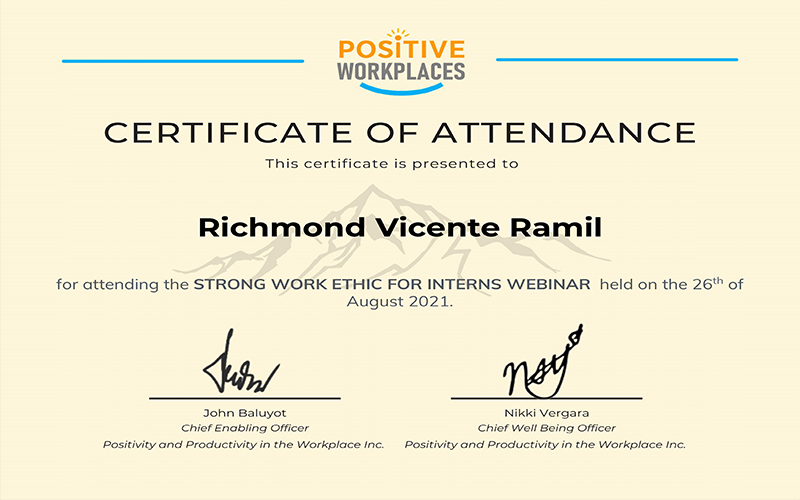 POSITIVE
WORKPLACES
CERTIFICATE OF ATTENDANCE
This certificate is presented to
Richmond Vicente Ramil
for attending the STRONG WORK ETHIC FOR INTERNS WEBINAR held on the 26th of
August 2021.
John Baluyot
Nikki Vergara
Chief Enabling Officer
Chief Well Being Officer
Positivity and Productivity in the Workplace Inc.
Positivity and Productivity in the Workplace Inc.